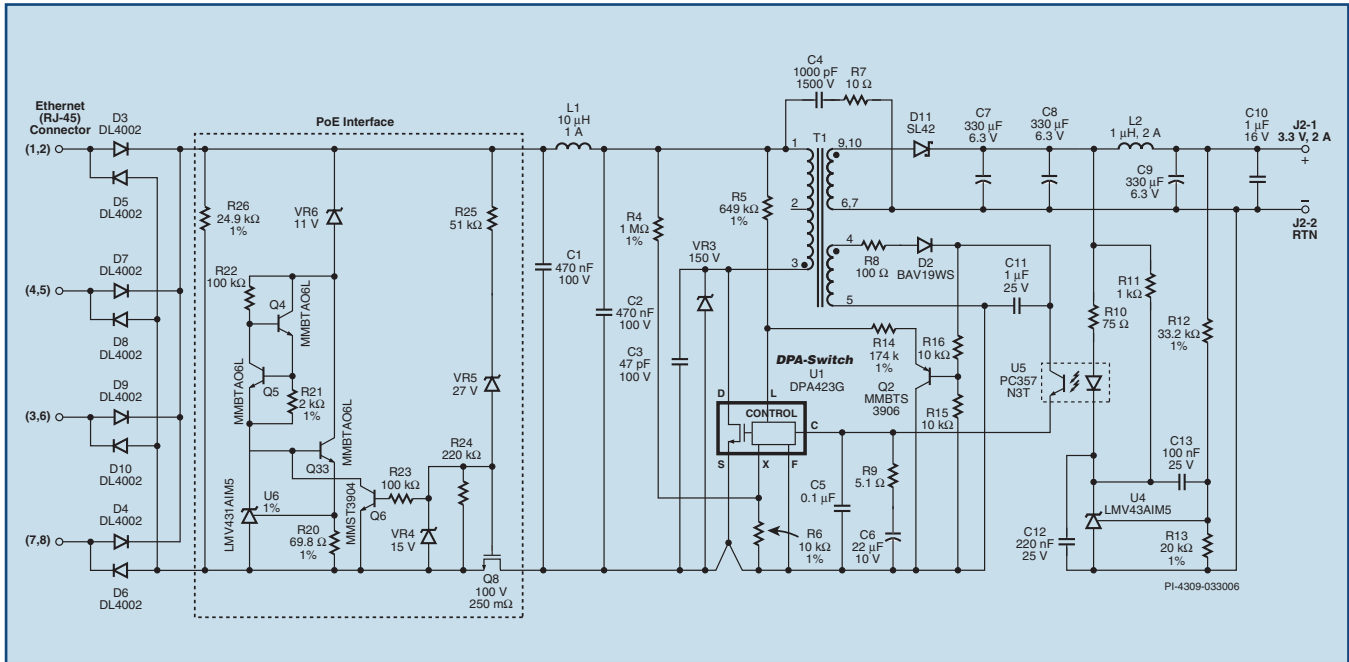 Ethernet
(RJ-45)
Connector
(1,2)
D3
DL4002
D5
DL4002
(4,5)
D7
DL4002
D8
DL4002
(3,6)
D9
DL4002
D10
DL4002
(7,8)
D4
DL4002
D6
DL4002
PoE Interface
R26
24.9 kΩ
1%
VR6
11 V
R22
100 kΩ
Q4
MMBTAO6L
Q5
MMBTAO6L
R21
2 kΩ
1%
Q33
MMBTAO6L
U6
1%
LMV431AIM5
R20
69.8 Ω
1%
Q6
MMST3904
R23
100 kΩ
VR4
15 V
R24
220 kΩ
R25
51 kΩ
VR5
27 V
Q8
100 V
250 mΩ
L1
10 µH
1 A
C1
470 nF
100 V
C2
470 nF
100 V
C3
47 pF
100 V
R4
1 MΩ
1%
VR3
150 V
R5
649 kΩ
1%
C4
1000 pF
1500 V
R7
10 Ω
T1
1
2
3
9,10
6,7
4
5
D11
SL42
C7
330 µF
6.3 V
C8
330 µF
6.3 V
L2
1 µH, 2 A
C9
330 µF
6.3 V
C10
1 µF
16 V
J2-1
3.3 V, 2 A
+
–
J2-2
RTN
R8
100 Ω
D2
BAV19WS
C11
1 µF
25 V
R14
174 k
1%
R16
10 kΩ
Q2
MMBTS
3906
R15
10 kΩ
DPA-Switch
U1
DPA423G
D
L
CONTROL
C
S
X
F
R6
10 kΩ
1%
C5
0.1 µF
R9
5.1 Ω
C6
22 µF
10 V
U5
PC357
N3T
R10
75 Ω
R11
1 kΩ
R12
33.2 kΩ
1%
C13
100 nF
25 V
U4
LMV43AIM5
C12
220 nF
25 V
R13
20 kΩ
1%
PI-4309-033006